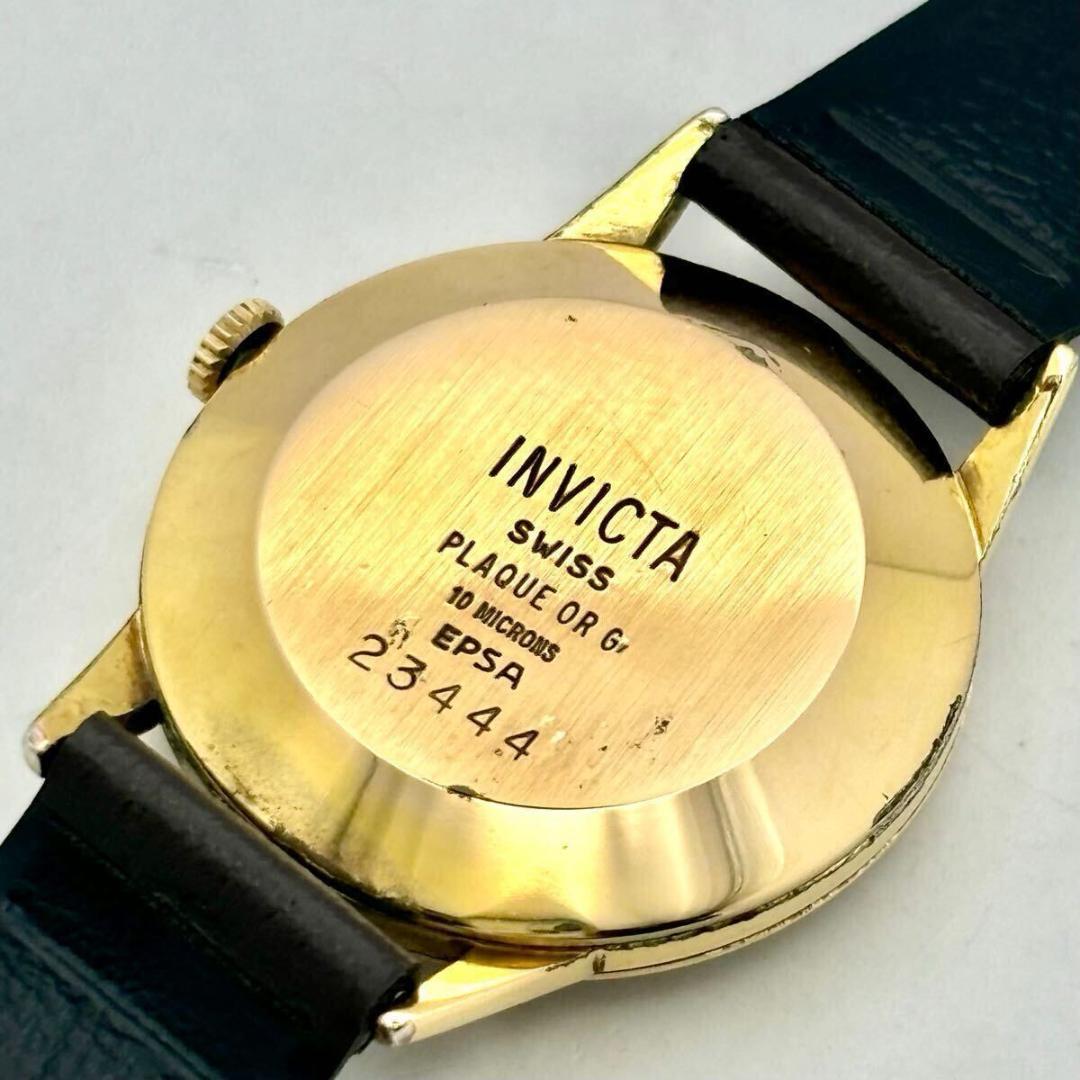 INVICTA
SWISS
PLAQUE OR G
10 MICRONS
EPSA
23444